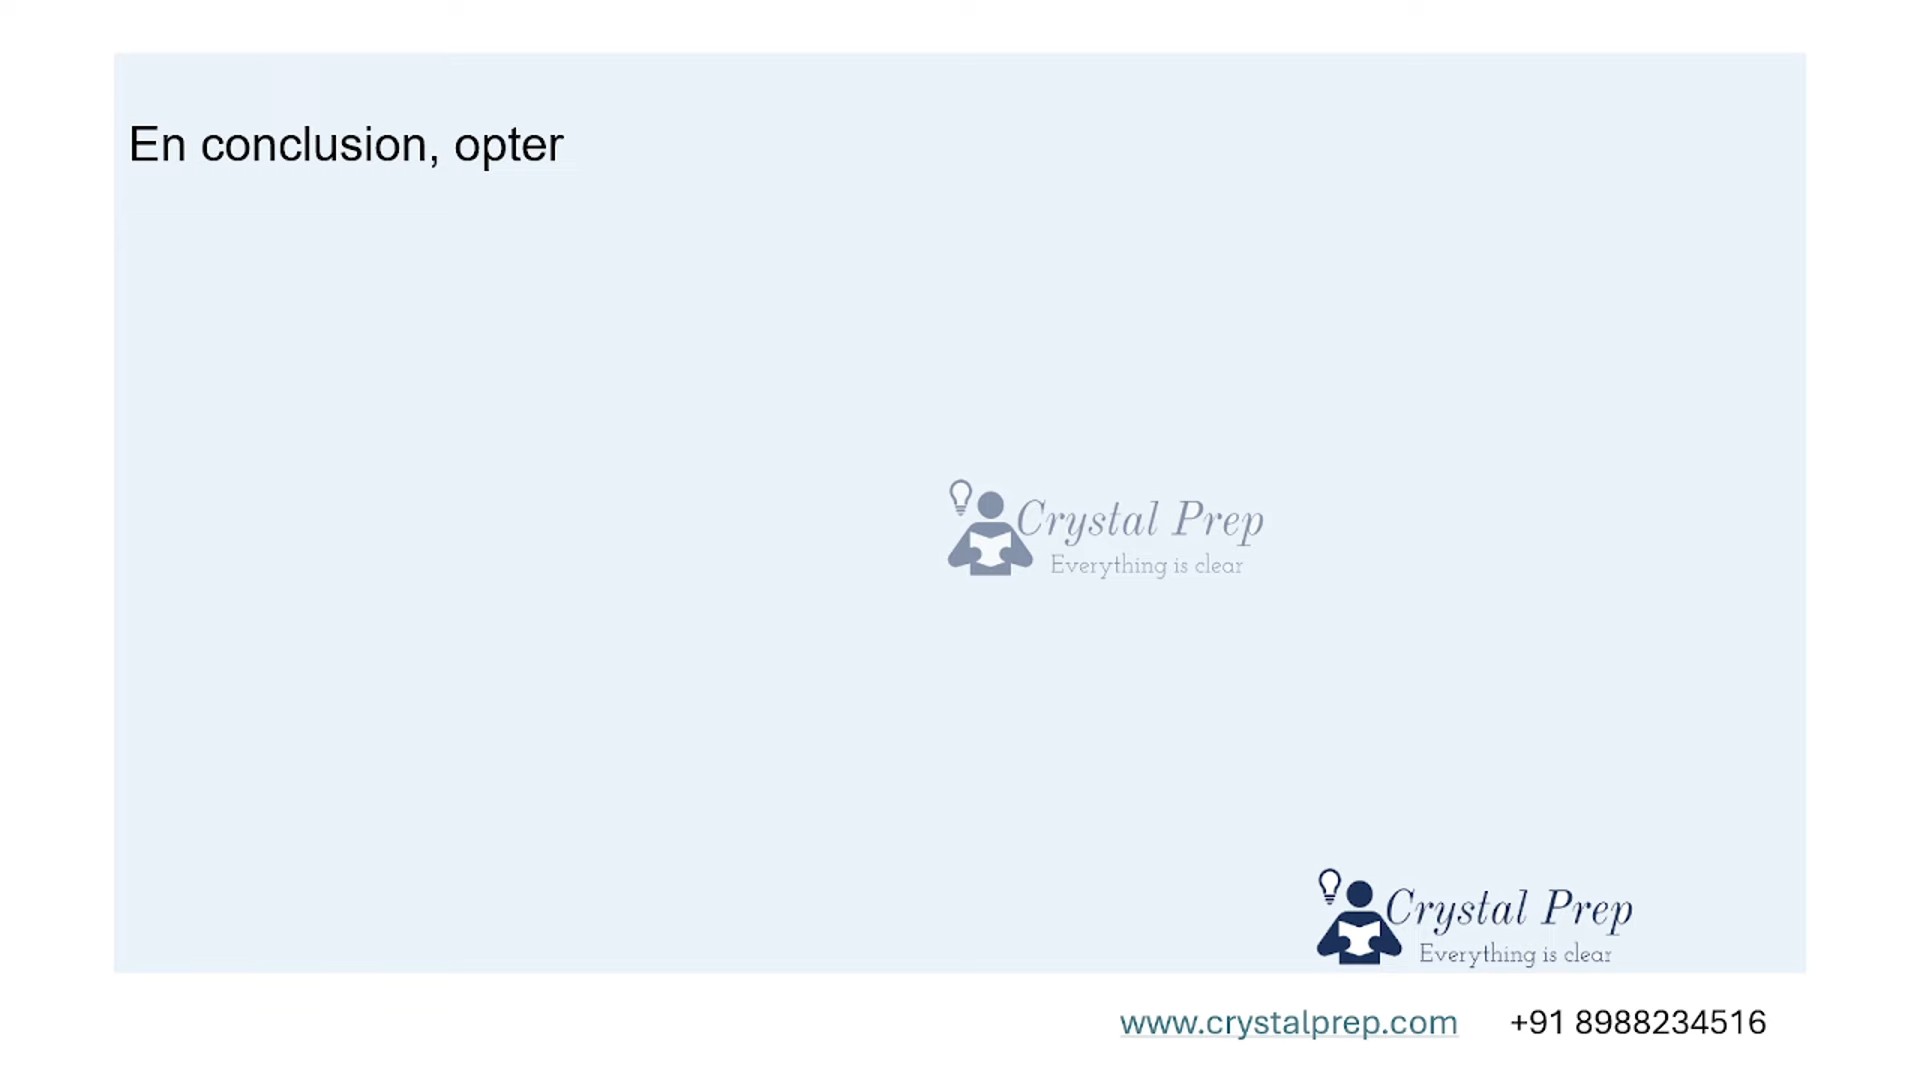 En conclusion, opter
Crystal Prep
Everything is clear
Crystal Prep
Everything is clear
www.crystalprep.com +91 8988234516